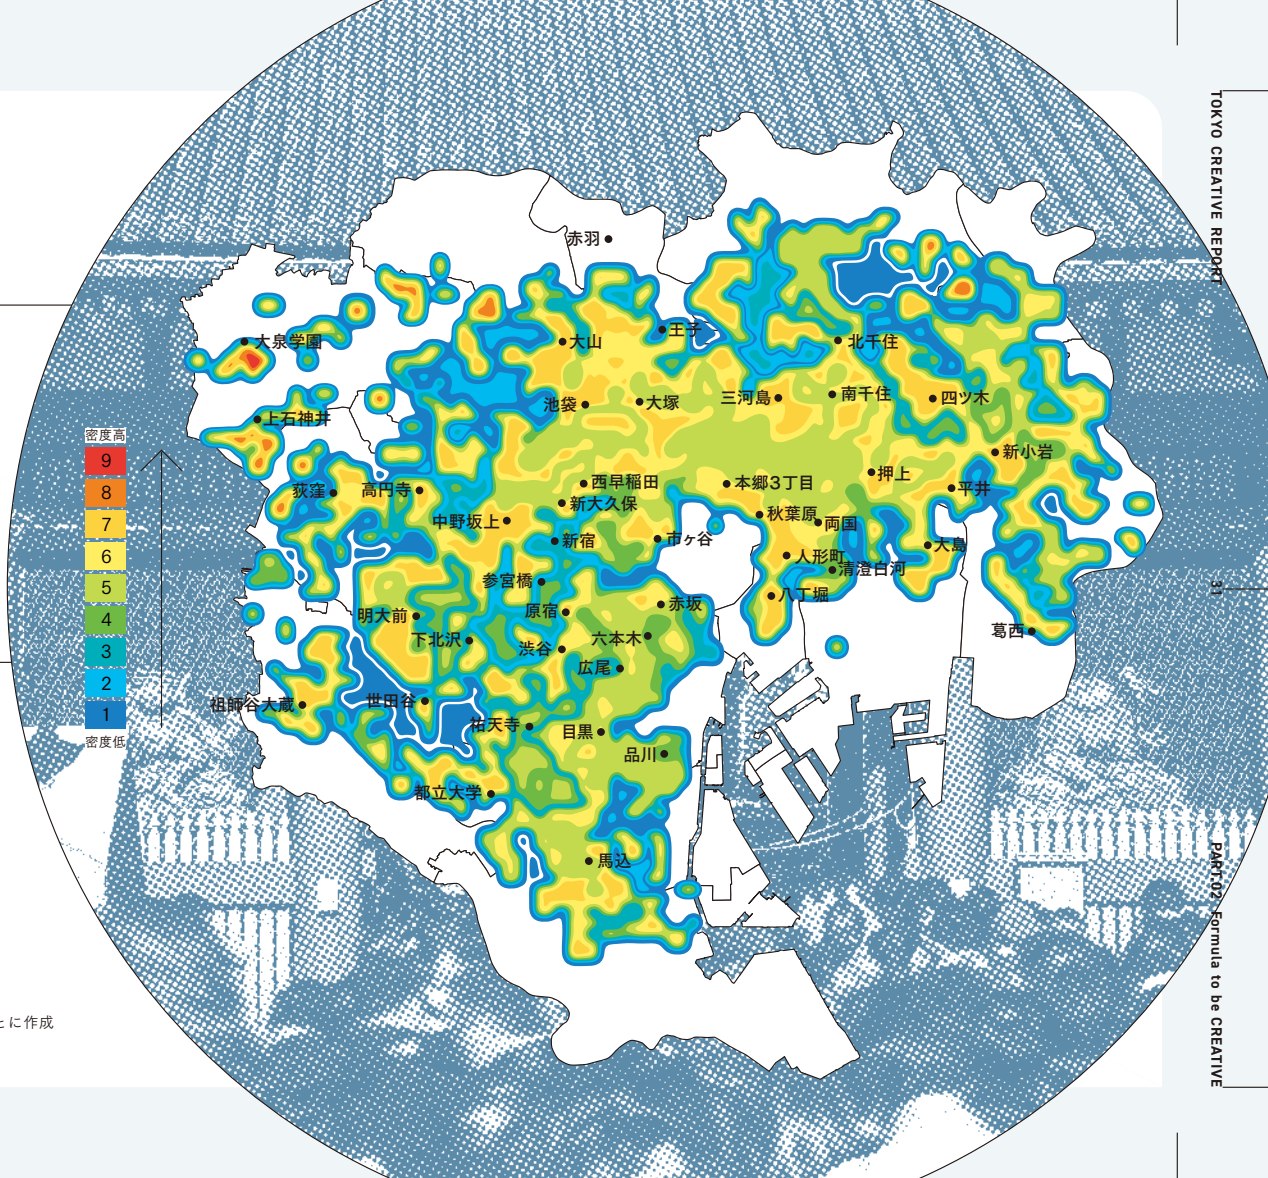 TOKYO CREATIVE REPORT
31
PART.02 Formula to be CREATIVE
赤羽
王子
大山
大泉学園
北千住
池袋
大塚
三河島
南千住
四ツ木
上石神井
密度高
9
8
7
6
5
4
3
2
1
密度低
新小岩
荻窪
高円寺
西早稲田
本郷3丁目
押上
平井
新大久保
中野坂上
秋葉原
両国
新宿
市ヶ谷
大島
人形町
清澄白河
参宮橋
八丁堀
明大前
原宿
赤坂
下北沢
渋谷
六本木
葛西
広尾
祖師谷大蔵
世田谷
祐天寺
目黒
品川
都立大学
馬込
とに作成